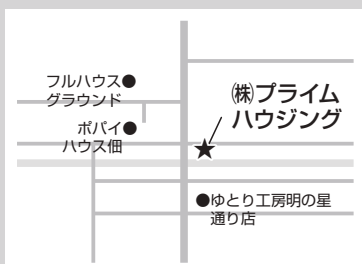 フルハウス●
グラウンド
㈱プライム
ハウジング
ポパイ●
ハウス佃
★
●ゆとり工房明の星
通り店